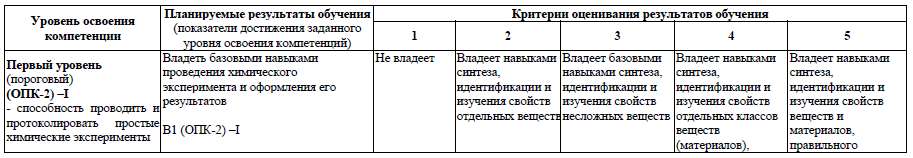 Уровень освоения
компетенции
Планируемые результаты обучения
(показатели достижения заданного
уровня освоения компетенций)
Критерии оценивания результатов обучения
1
2
3
4
5
Первый уровень
(пороговый)
(ОПК-2) –I
- способность проводить и
протоколировать простые
химические эксперименты
Владеть базовыми навыками
проведения химического
эксперимента и оформления его
результатов
В1 (ОПК-2) –I
Не владеет
Владеет навыками
синтеза,
идентификации и
изучения свойств
отдельных веществ
Владеет базовыми
навыками синтеза,
идентификации и
изучения свойств
несложных веществ
Владеет навыками
синтеза,
идентификации и
изучения свойств
отдельных классов
веществ
(материалов),
Владеет навыками
синтеза,
идентификации и
изучения свойств
веществ и
материалов,
правильного